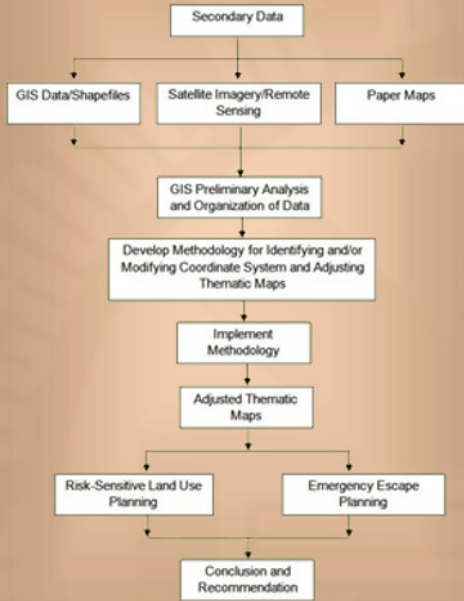 Secondary Data
GIS Data/Shapefiles
Satellite Imagery/Remote
Sensing
Paper Maps
GIS Preliminary Analysis
and Organization of Data
Develop Methodology for Identifying and/or
Modifying Coordinate System and Adjusting
Thematic Maps
Implement
Methodology
Adjusted Thematic
Maps
Risk-Sensitive Land Use
Planning
Emergency Escape
Planning
Conclusion and
Recommendation